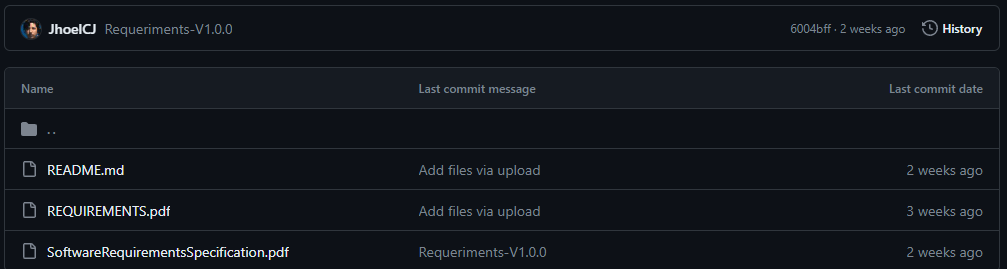 JhoelCJ Requeriments-V1.0.0 6004bff · 2 weeks ago History
Name Last commit message Last commit date
..
README.md Add files via upload 2 weeks ago
REQUIREMENTS.pdf Add files via upload 3 weeks ago
SoftwareRequirementsSpecification.pdf Requeriments-V1.0.0 2 weeks ago